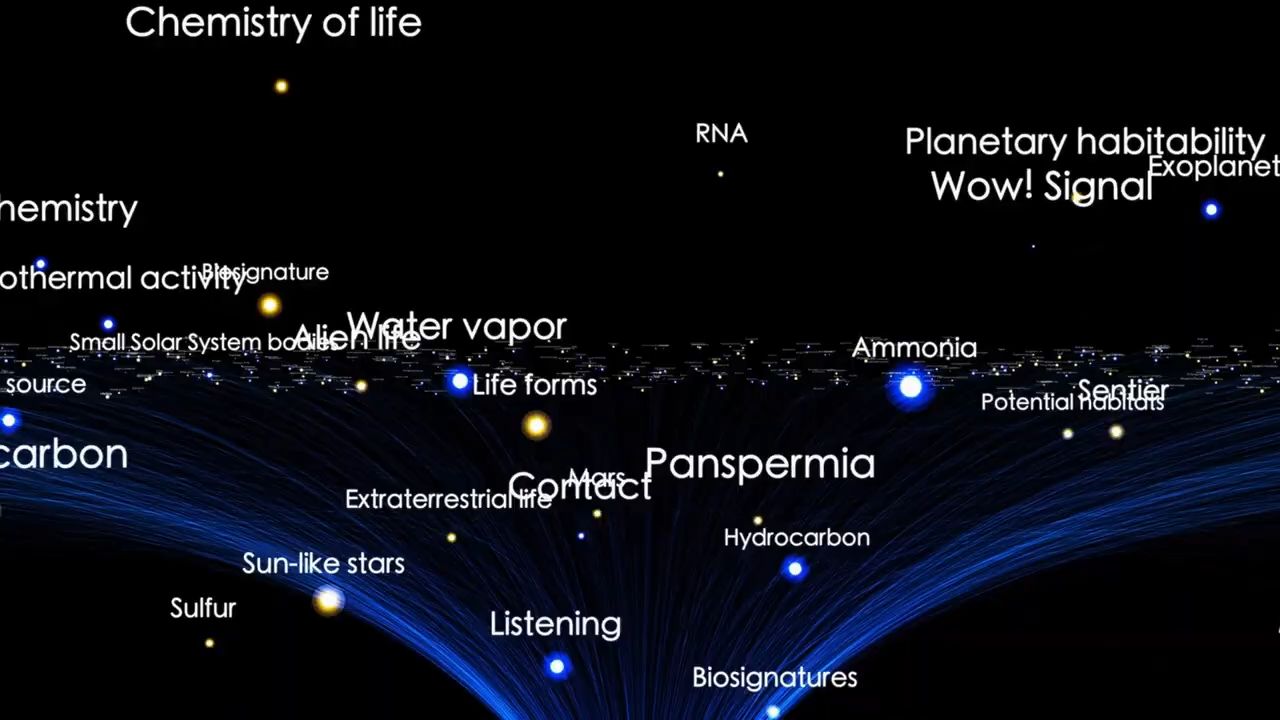 Chemistry of life
RNA
Planetary habitability
Exoplanet
Wow! Signal
hemistry
othermal activity
Biosignature
Small Solar System bodies
Alien life
Water vapor
Ammonia
source
Life forms
Sentier
Potential habitats
carbon
Panspermia
Mars
Contact
Extraterrestrial life
Hydrocarbon
Sun-like stars
Sulfur
Listening
Biosignatures